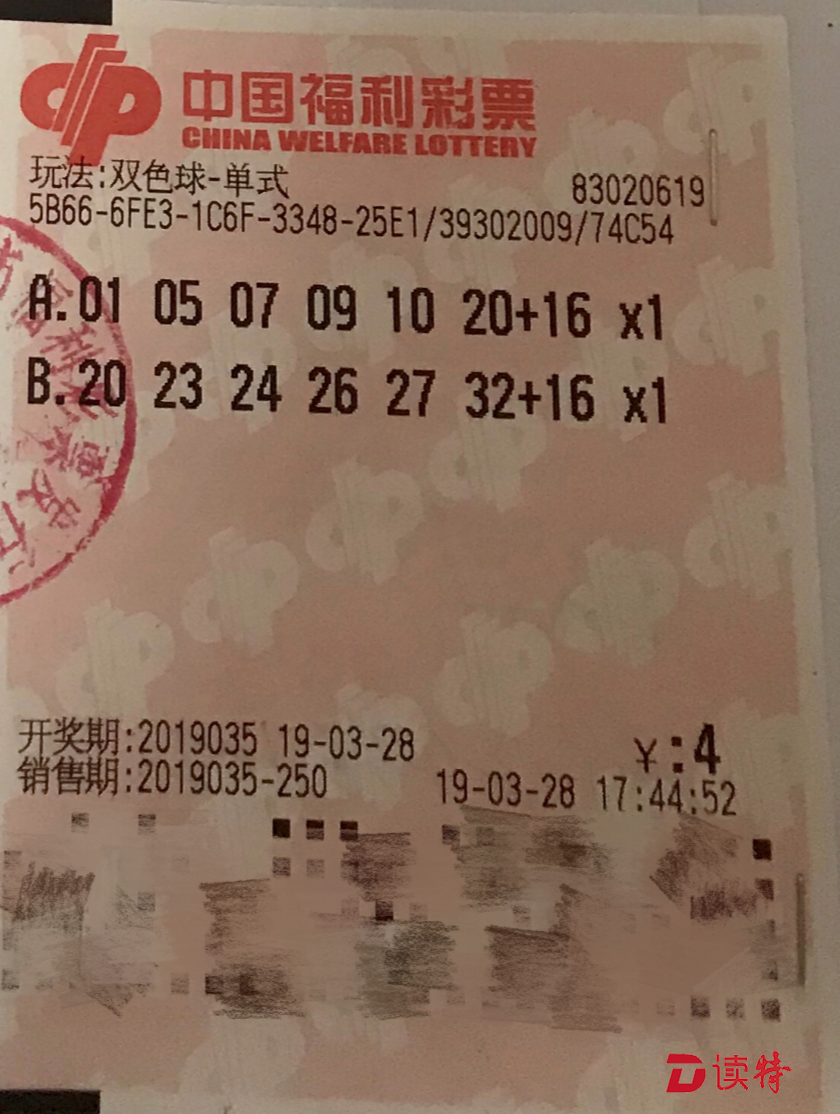 中国福利彩票
CHINA WELFARE LOTTERY
玩法:双色球-单式 83020619
5B66-6FE3-1C6F-3348-25E1/39302009/74C54
A.01 05 07 09 10 20+16 x1
B.20 23 24 26 27 32+16 x1
开奖期:2019035 19-03-28 ¥:4
销售期:2019035-250 19-03-28 17:44:52
读特